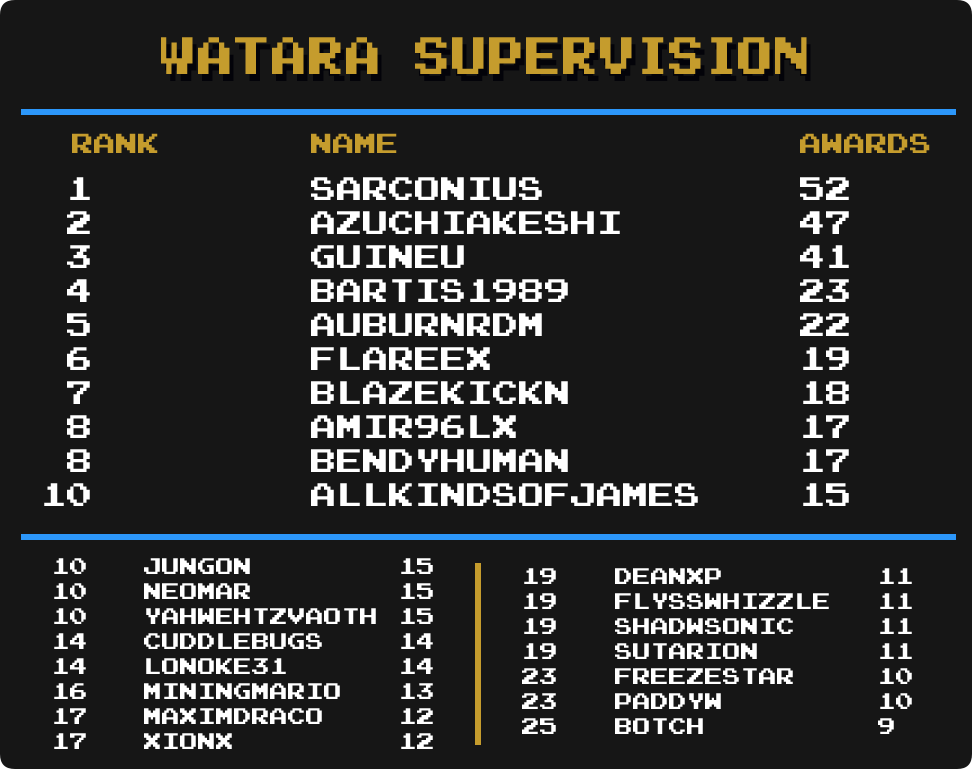 WATARA SUPERVISION
RANK NAME AWARDS
1 SARCONIUS 52
2 AZUCHIAKESHI 47
3 GUINEU 41
4 BARTIS1989 23
5 AUBURNRDM 22
6 FLAREEX 19
7 BLAZEKICKN 18
8 AMIR96LX 17
8 BENDYHUMAN 17
10 ALLKINDSOFJAMES 15
10 JUNGON 15
10 NEOMAR 15
10 YAHWEHTZVAOTH 15
14 CUDDLEBUGS 14
14 LONOKE31 14
16 MININGMARIO 13
17 MAXIMDRACO 12
17 XIONX 12
19 DEANXP 11
19 FLYSSWHIZZLE 11
19 SHADWSONIC 11
19 SUTARION 11
23 FREEZESTAR 10
23 PADDYW 10
25 BOTCH 9